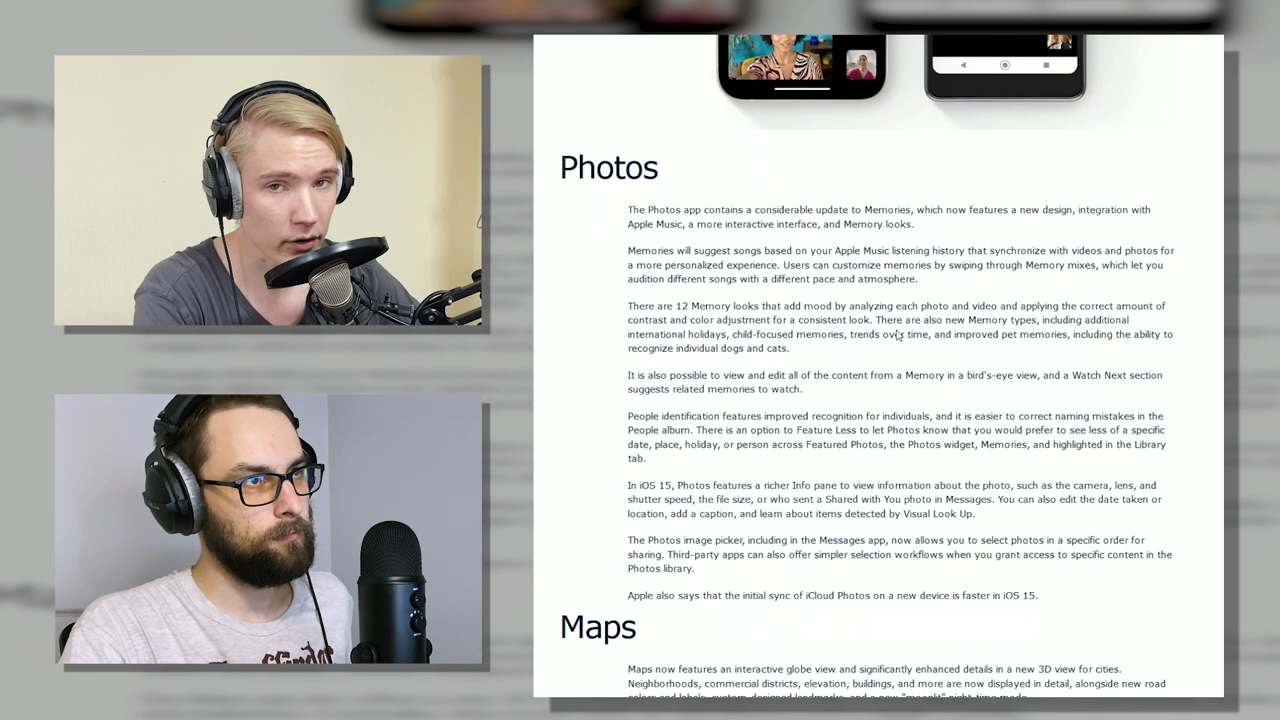 Photos
The Photos app contains a considerable update to Memories, which now features a new design, integration with
Apple Music, a more interactive interface, and Memory looks.
Memories will suggest songs based on your Apple Music listening history that synchronize with videos and photos for
a more personalized experience. Users can customize memories by swiping through Memory mixes, which let you
audition different songs with a different pace and atmosphere.
There are 12 Memory looks that add mood by analyzing each photo and video and applying the correct amount of
contrast and color adjustment for a consistent look. There are also new Memory types, including additional
international holidays, child-focused memories, trends over time, and improved pet memories, including the ability to
recognize individual dogs and cats.
It is also possible to view and edit all of the content from a Memory in a bird's-eye view, and a Watch Next section
suggests related memories to watch.
People identification features improved recognition for individuals, and it is easier to correct naming mistakes in the
People album. There is an option to Feature Less to let Photos know that you would prefer to see less of a specific
date, place, holiday, or person across Featured Photos, the Photos widget, Memories, and highlighted in the Library
tab.
In iOS 15, Photos features a richer Info pane to view information about the photo, such as the camera, lens, and
shutter speed, the file size, or who sent a Shared with You photo in Messages. You can also edit the date taken or
location, add a caption, and learn about items detected by Visual Look Up.
The Photos image picker, including in the Messages app, now allows you to select photos in a specific order for
sharing. Third-party apps can also offer simpler selection workflows when you grant access to specific content in the
Photos library.
Apple also says that the initial sync of iCloud Photos on a new device is faster in iOS 15.
Maps
Maps now features an interactive globe view and significantly enhanced details in a new 3D view for cities.
Neighborhoods, commercial districts, elevation, buildings, and more are now displayed in detail, alongside new road
colors and labels, custom-designed landmarks, and a new "moonlit" night-time mode.